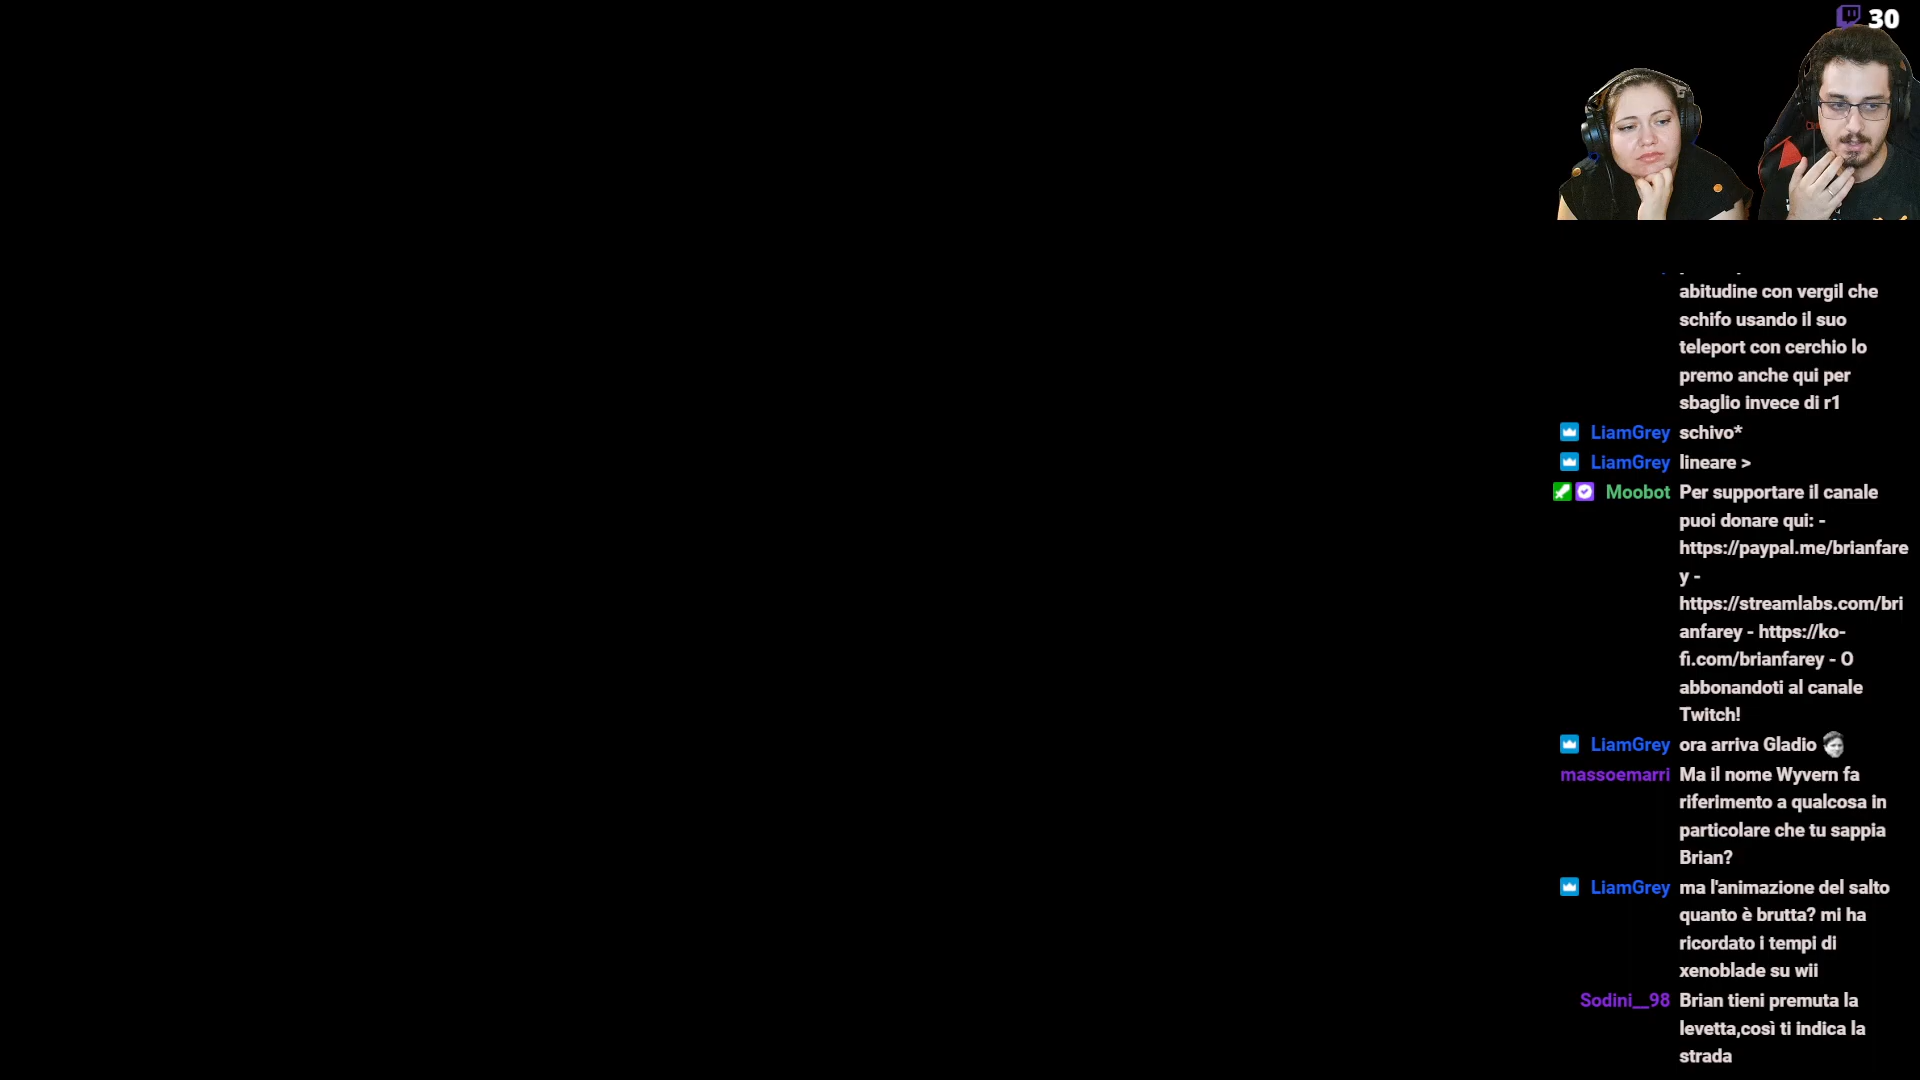 30
abitudine con vergil che
schifo usando il suo
teleport con cerchio lo
premo anche qui per
sbaglio invece di r1
LiamGrey schivo*
LiamGrey lineare >
Moobot Per supportare il canale
puoi donare qui: -
https://paypal.me/brianfare
y -
https://streamlabs.com/bri
anfarey - https://ko-
fi.com/brianfarey - O
abbonandoti al canale
Twitch!
LiamGrey ora arriva Gladio
massoemarri Ma il nome Wyvern fa
riferimento a qualcosa in
particolare che tu sappia
Brian?
LiamGrey ma l'animazione del salto
quanto è brutta? mi ha
ricordato i tempi di
xenoblade su wii
Sodini__98 Brian tieni premuta la
levetta,così ti indica la
strada